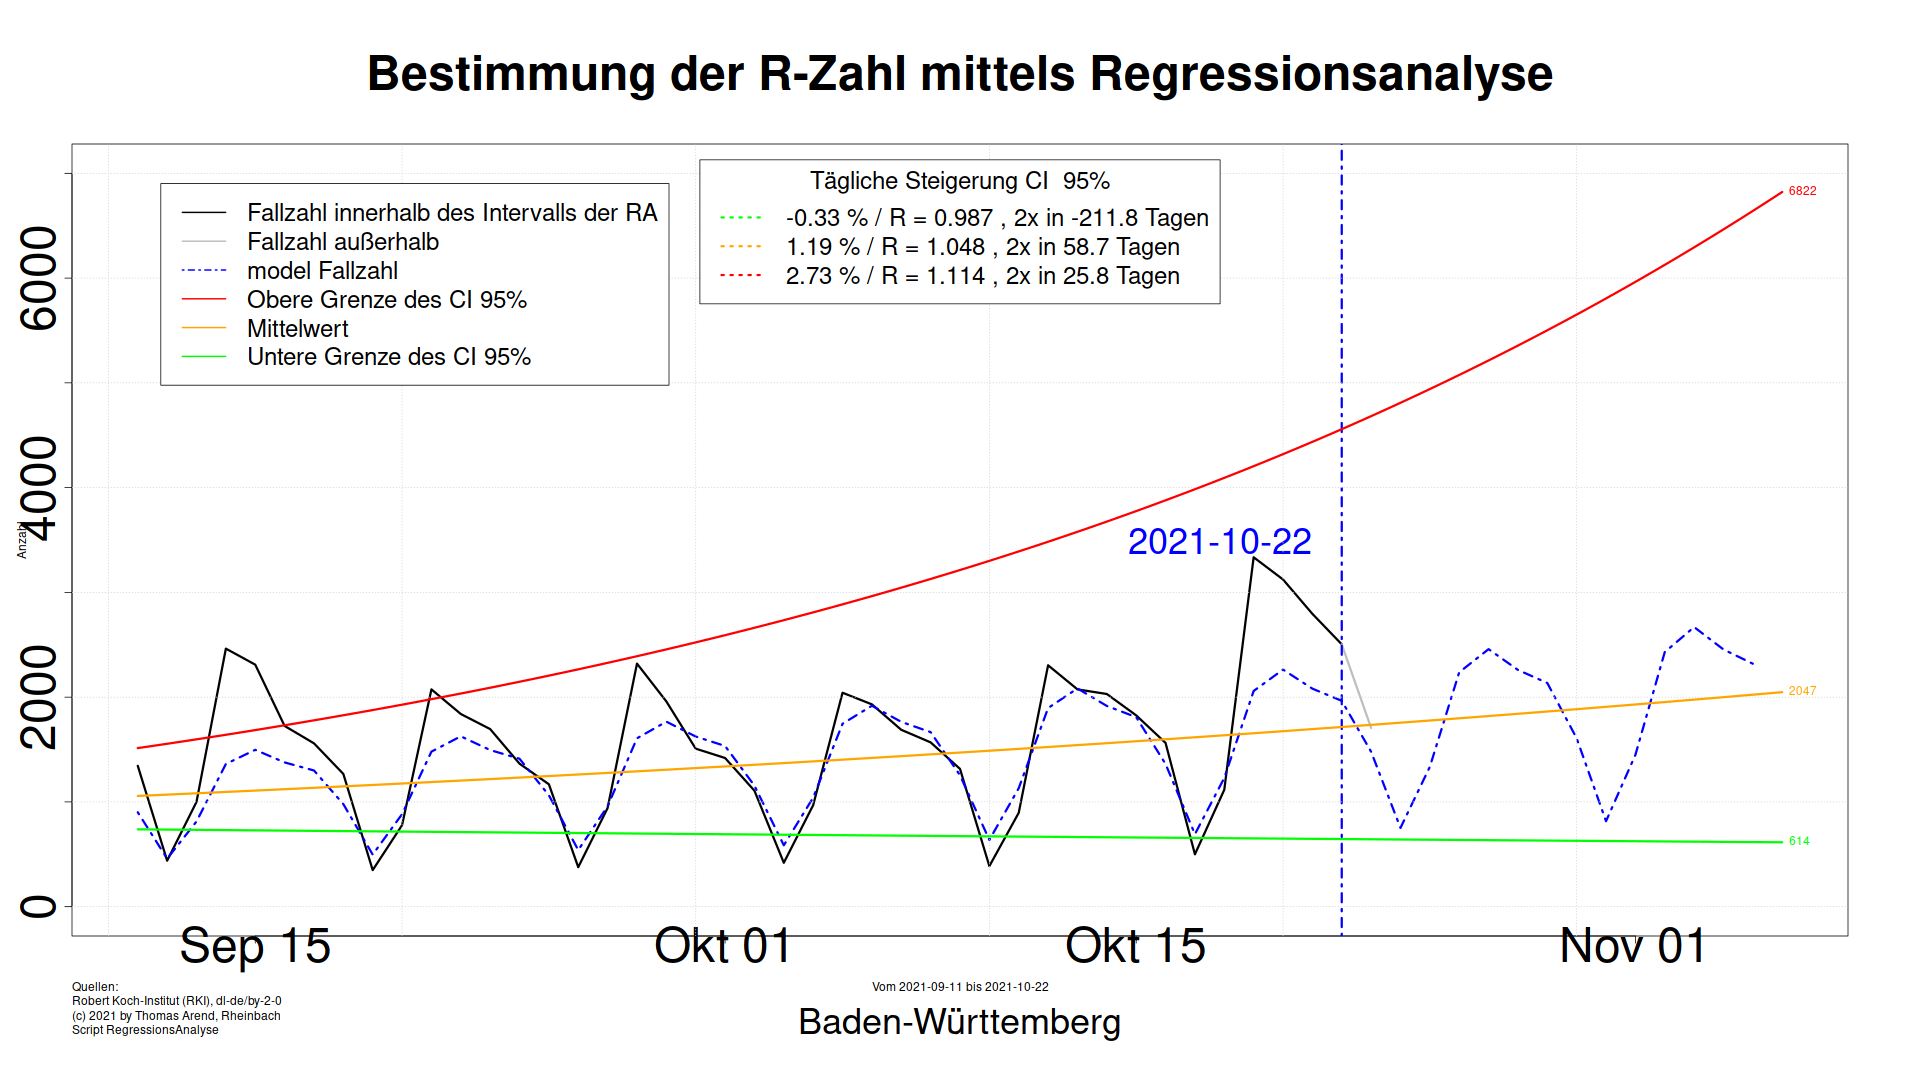 Bestimmung der R-Zahl mittels Regressionsanalyse
Fallzahl innerhalb des Intervalls der RA
Fallzahl außerhalb
model Fallzahl
Obere Grenze des CI 95%
Mittelwert
Untere Grenze des CI 95%
Tägliche Steigerung CI  95%
-0.33 % / R = 0.987 , 2x in -211.8 Tagen
1.19 % / R = 1.048 , 2x in 58.7 Tagen
2.73 % / R = 1.114 , 2x in 25.8 Tagen
6822
6000
4000
2000
0
Anzahl
2021-10-22
2047
614
Sep 15
Okt 01
Okt 15
Nov 01
Quellen:
Robert Koch-Institut (RKI), dl-de/by-2-0
(c) 2021 by Thomas Arend, Rheinbach
Script RegressionsAnalyse
Vom 2021-09-11 bis 2021-10-22
Baden-Württemberg